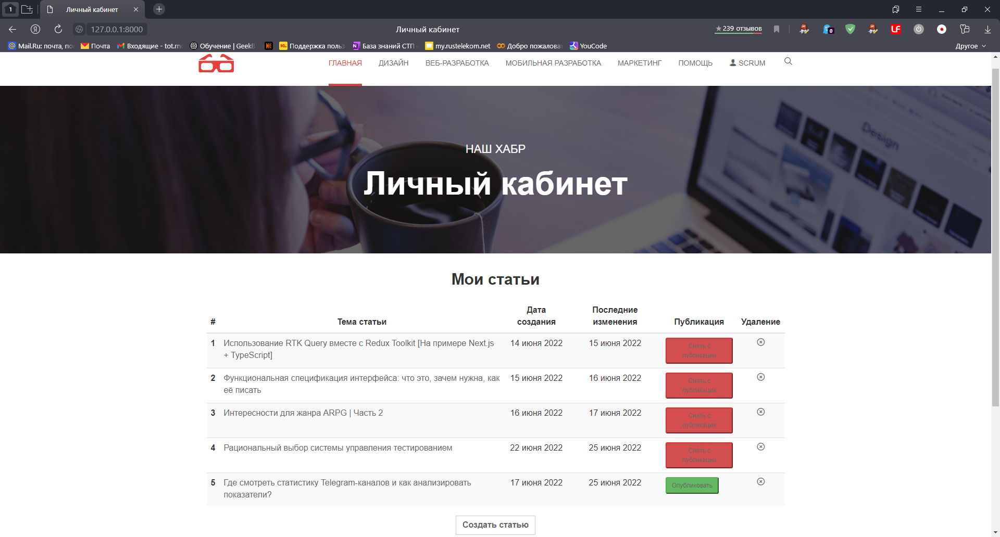 1
Личный кабинет
127.0.0.1:8000
Личный кабинет
★239 отзывов
0
LF
Mail.Ru: почта, по
Почта
Входящие - tot.rn
Обучение | Geek
Поддержка польз
N
База знаний СТП
my.rustelekom.net
Добро пожаловат
YouCode
Другое
ГЛАВНАЯ
ДИЗАЙН
ВЕБ-РАЗРАБОТКА
МОБИЛЬНАЯ РАЗРАБОТКА
МАРКЕТИНГ
ПОМОЩЬ
SCRUM
Design
НАШ ХАБР
Личный кабинет
Мои статьи
# Тема статьи Дата создания Последние изменения Публикация Удаление
1 Использование RTK Query вместе с Redux Toolkit [На примере Next.js 14 июня 2022 15 июня 2022 Снять с
+ TypeScript] публикации
2 Функциональная спецификация интерфейса: что это, зачем нужна, как 15 июня 2022 16 июня 2022 Снять с
её писать публикации
3 Интересности для жанра ARPG | Часть 2 16 июня 2022 17 июня 2022 Снять с
публикации
4 Рациональный выбор системы управления тестированием 22 июня 2022 25 июня 2022 Снять с
публикации
5 Где смотреть статистику Telegram-каналов и как анализировать 17 июня 2022 25 июня 2022 Опубликовать
показатели?
Создать статью